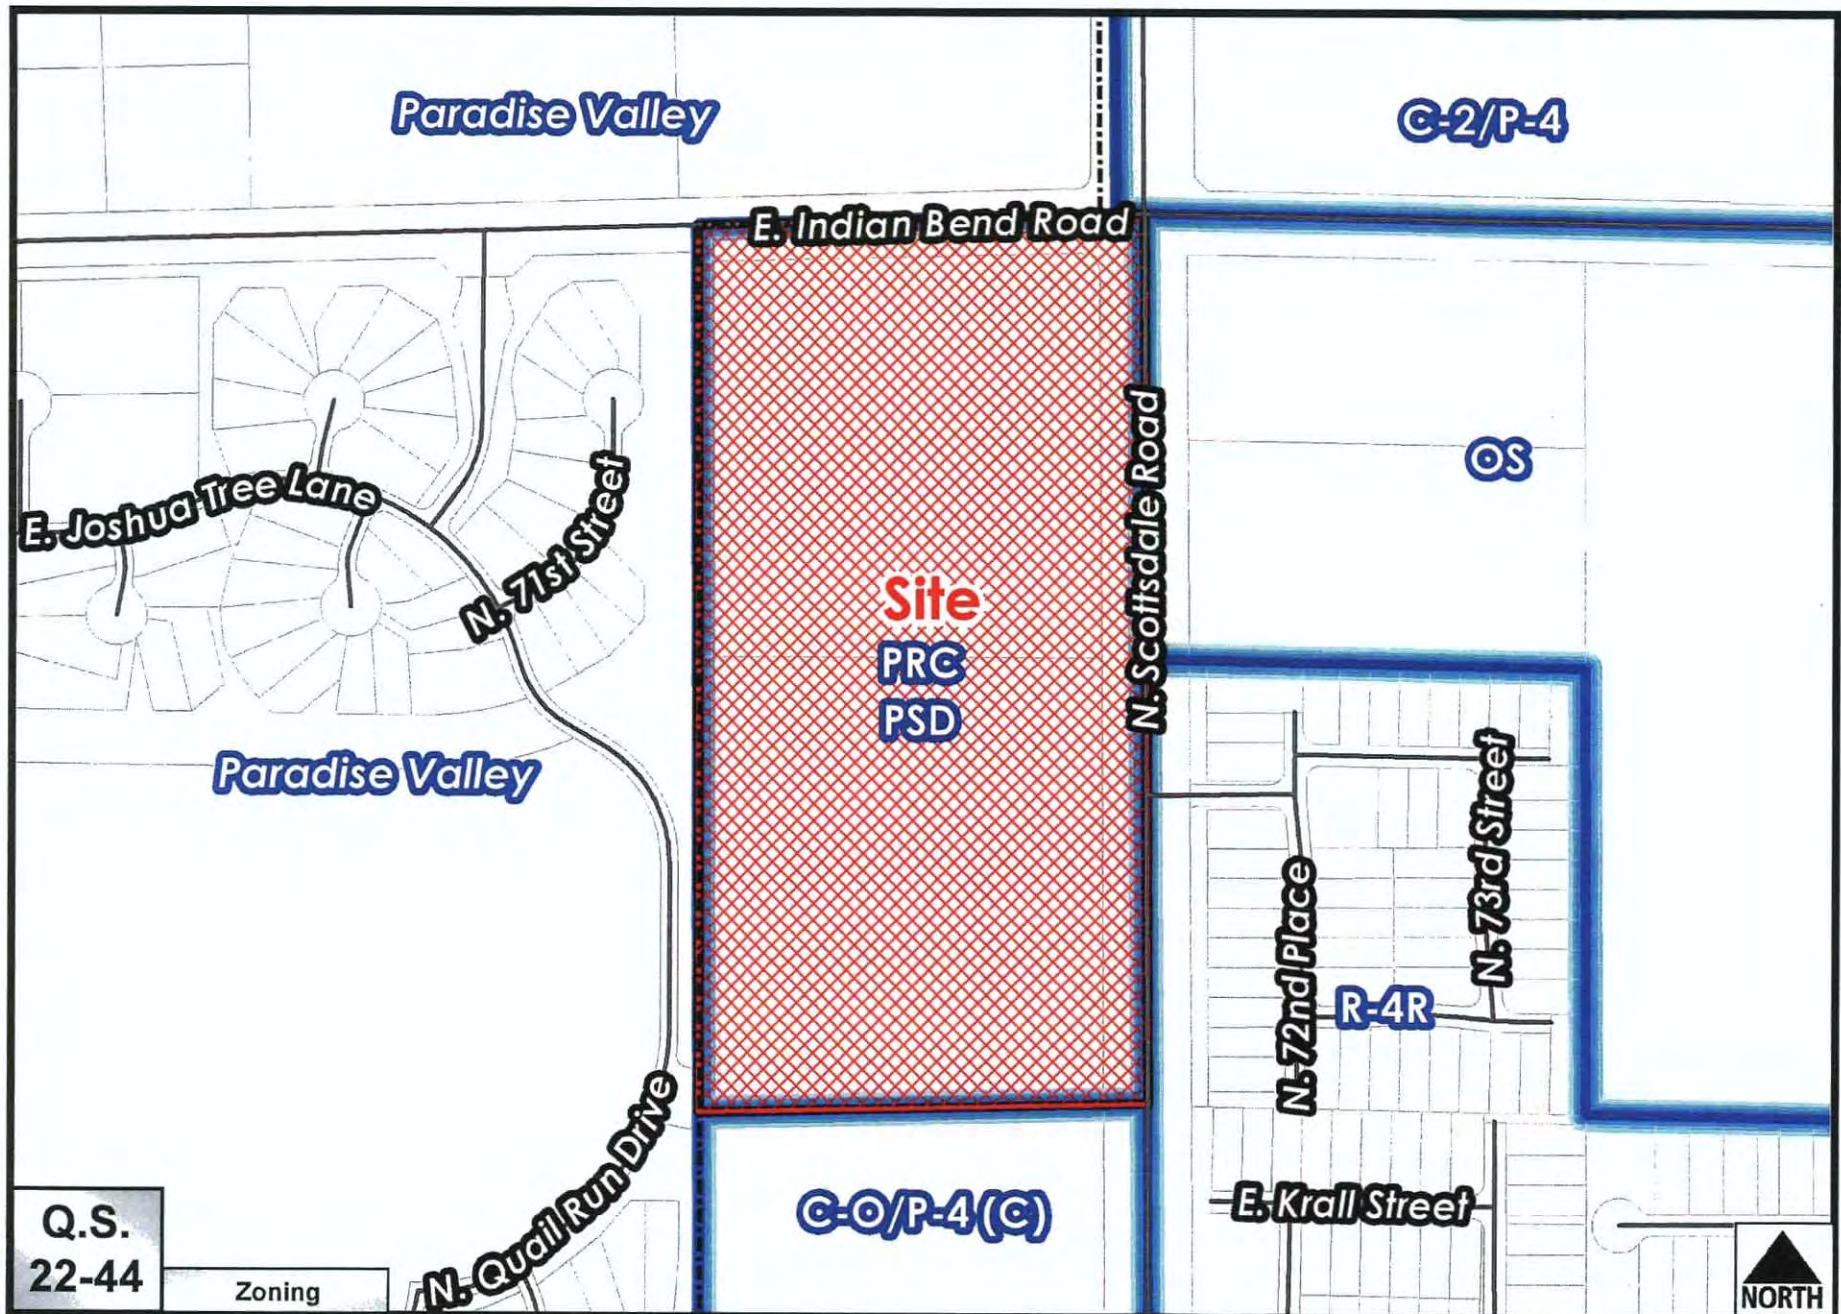 Paradise Valley
C-2/P-4
E. Indian Bend Road
OS
N. Scottsdale Road
E. Joshua Tree Lane
N. 71st Street
Site
PRC
PSD
Paradise Valley
N. 73rd Street
N. 72nd Place
R-4R
N. Quail Run Drive
C-O/P-4 (C)
E. Krall Street
Q.S.
22-44
Zoning
NORTH